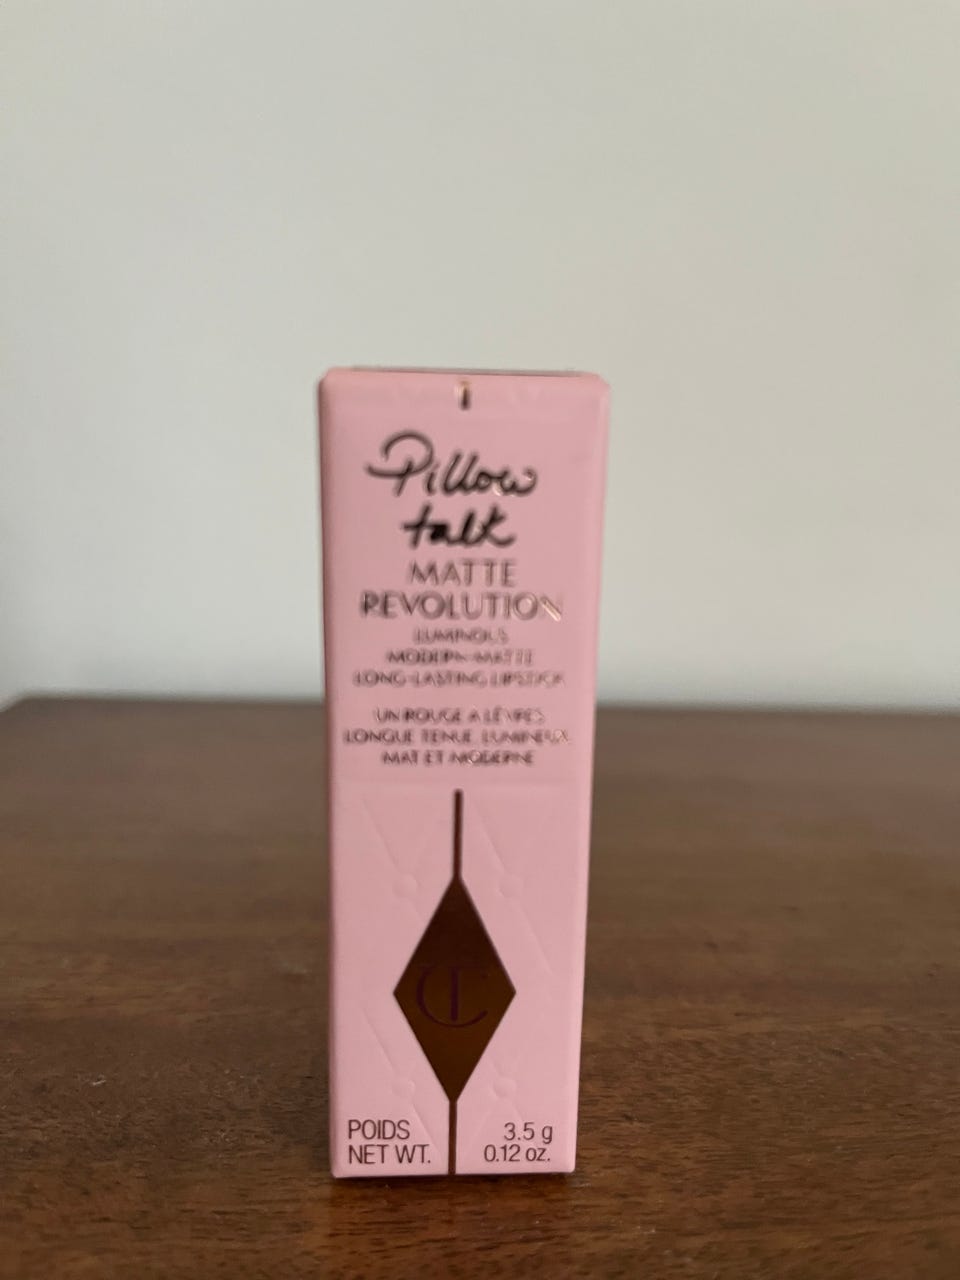 Pillow
talk
MATTE
REVOLUTION
LUMINOUS
MODERN-MATTE
LONG-LASTING LIPSTICK
UN ROUGE A LÈVRES
LONGUE TENUE, LUMINEUX,
MAT ET MODERNE
CT
POIDS 3.5 g
NET WT. 0.12 oz.